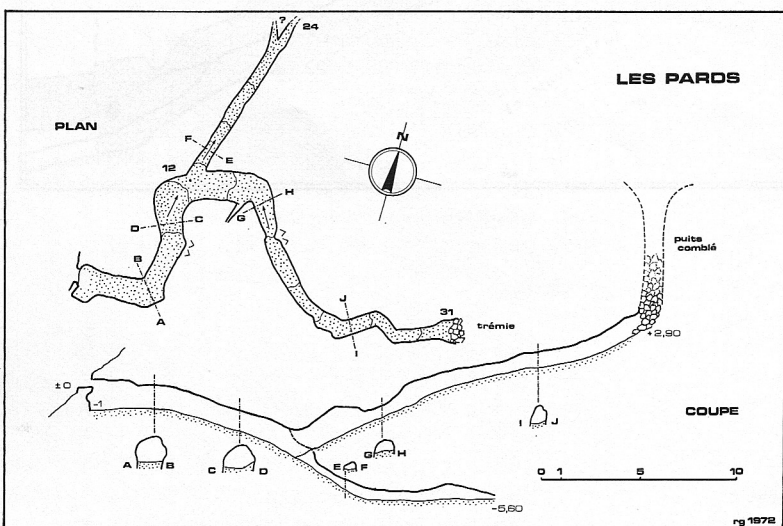 ?
24
LES PARDS
PLAN
N
F
E
12
H
G
D
C
B
A
puits
comblé
J
I
31
trémie
+2,90
±0
-1
COUPE
I J
G H
A B
C D
E F
0 1 5 10
-5,60
rg 1972